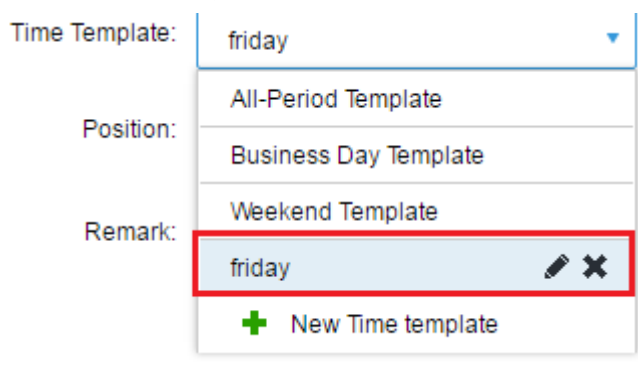 Time Template:
friday
All-Period Template
Position:
Business Day Template
Weekend Template
Remark:
friday
New Time template